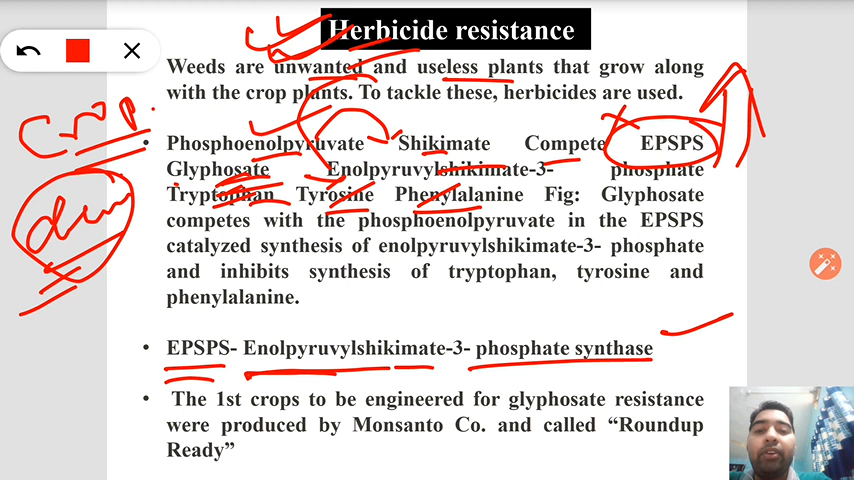 Herbicide resistance
Weeds are unwanted and useless plants that grow along
with the crop plants. To tackle these, herbicides are used.
• Phosphoenolpyruvate Shikimate Compete EPSPS
Glyphosate Enolpyruvylshikimate-3- phosphate
Tryptophan Tyrosine Phenylalanine Fig: Glyphosate
competes with the phosphoenolpyruvate in the EPSPS
catalyzed synthesis of enolpyruvylshikimate-3- phosphate
and inhibits synthesis of tryptophan, tyrosine and
phenylalanine.
• EPSPS- Enolpyruvylshikimate-3- phosphate synthase
• The 1st crops to be engineered for glyphosate resistance
were produced by Monsanto Co. and called “Roundup
Ready”
Crop.